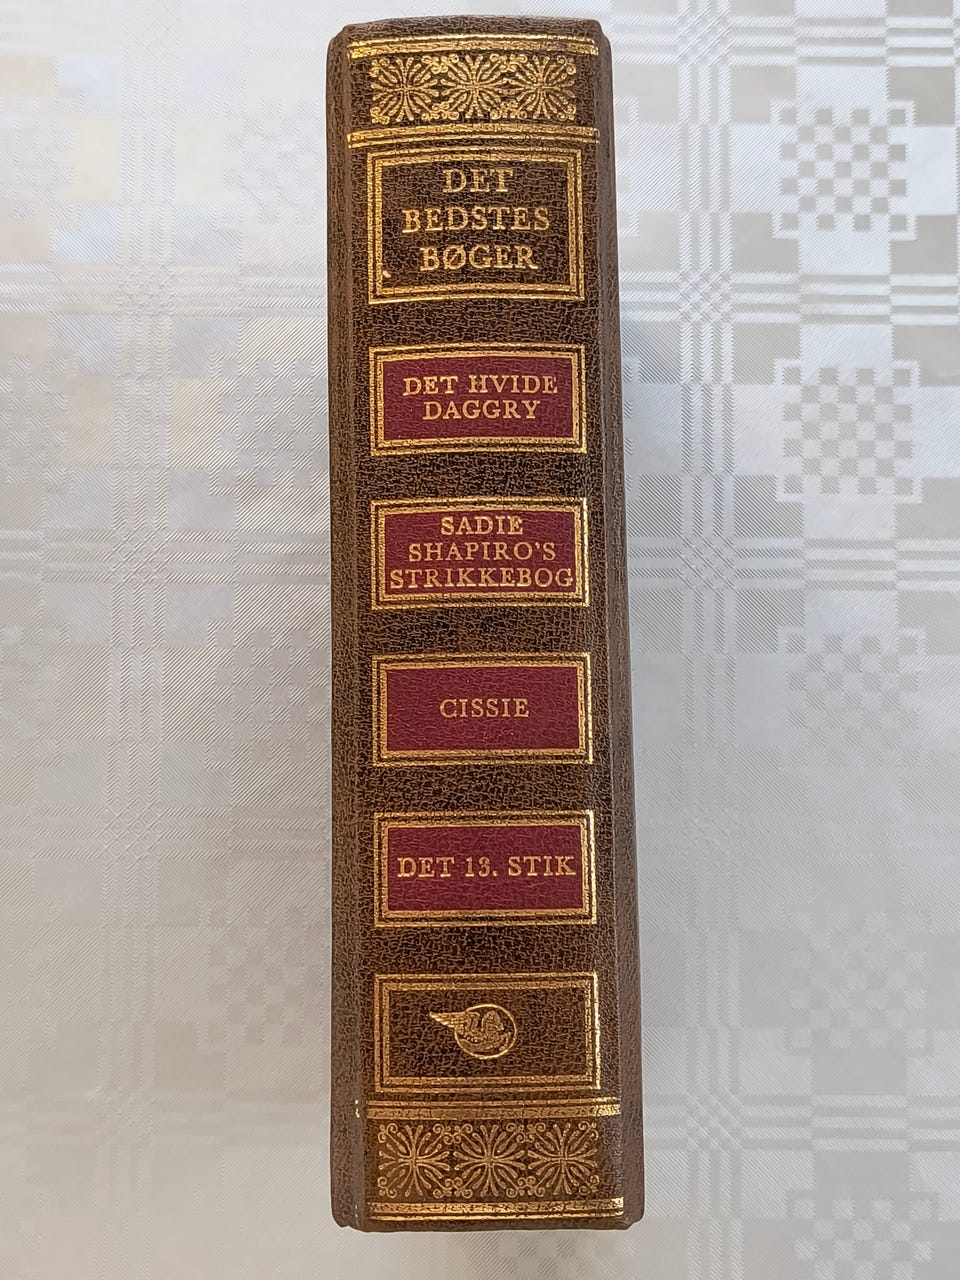 DET
BEDSTES
BØGER
DET HVIDE
DAGGRY
SADIE
SHAPIRO'S
STRIKKEBOG
CISSIE
DET 13. STIK